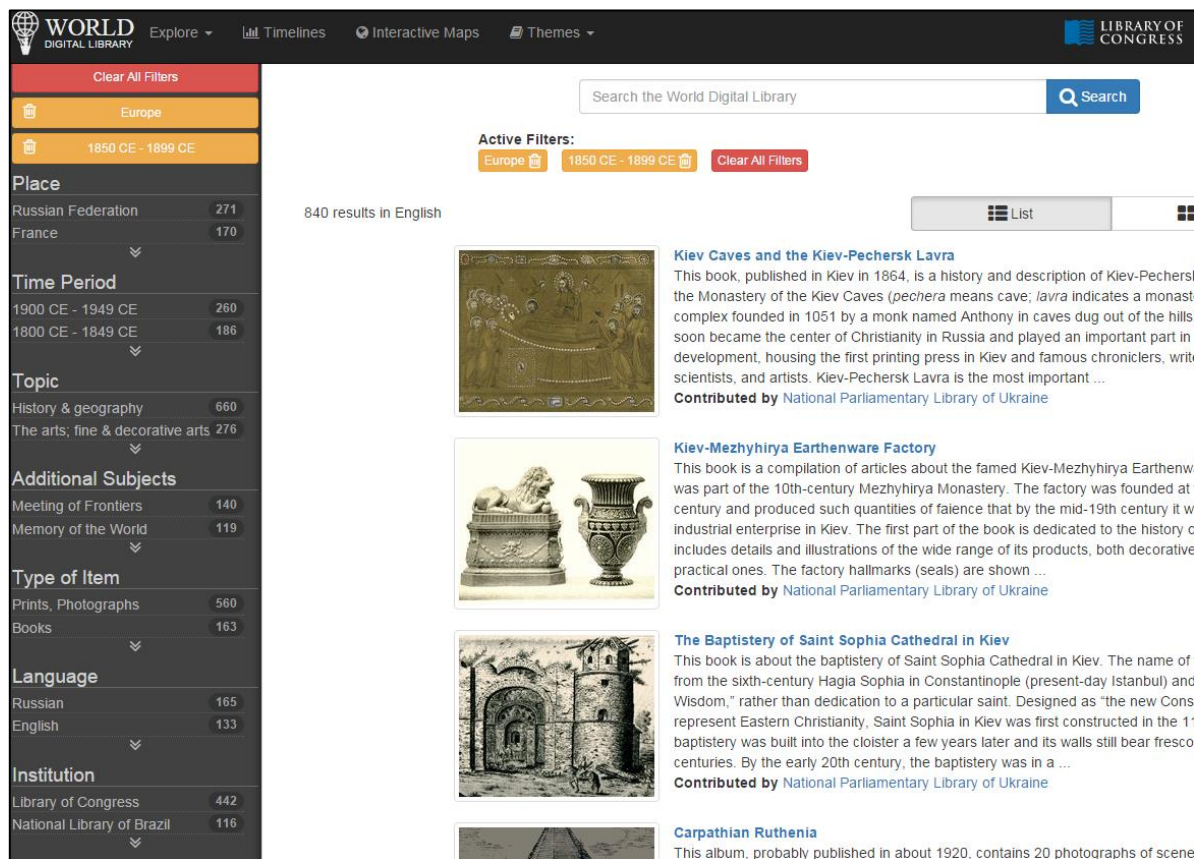 WORLD
DIGITAL LIBRARY
Explore
Timelines
Interactive Maps
Themes
LIBRARY OF
CONGRESS
Clear All Filters
Europe
1850 CE - 1899 CE
Place
Russian Federation 271
France 170
Time Period
1900 CE - 1949 CE 260
1800 CE - 1849 CE 186
Topic
History & geography 660
The arts; fine & decorative arts 276
Additional Subjects
Meeting of Frontiers 140
Memory of the World 119
Type of Item
Prints, Photographs 560
Books 163
Language
Russian 165
English 133
Institution
Library of Congress 442
National Library of Brazil 116
Search the World Digital Library
Search
Active Filters:
Europe 1850 CE - 1899 CE Clear All Filters
840 results in English
List
Kiev Caves and the Kiev-Pechersk Lavra
This book, published in Kiev in 1864, is a history and description of Kiev-Pechersk
the Monastery of the Kiev Caves (pechera means cave; lavra indicates a monast
complex founded in 1051 by a monk named Anthony in caves dug out of the hills
soon became the center of Christianity in Russia and played an important part in
development, housing the first printing press in Kiev and famous chroniclers, write
scientists, and artists. Kiev-Pechersk Lavra is the most important ...
Contributed by National Parliamentary Library of Ukraine
Kiev-Mezhyhirya Earthenware Factory
This book is a compilation of articles about the famed Kiev-Mezhyhirya Earthenwa
was part of the 10th-century Mezhyhirya Monastery. The factory was founded at
century and produced such quantities of faience that by the mid-19th century it w
industrial enterprise in Kiev. The first part of the book is dedicated to the history o
includes details and illustrations of the wide range of its products, both decorative
practical ones. The factory hallmarks (seals) are shown ...
Contributed by National Parliamentary Library of Ukraine
The Baptistery of Saint Sophia Cathedral in Kiev
This book is about the baptistery of Saint Sophia Cathedral in Kiev. The name of
from the sixth-century Hagia Sophia in Constantinople (present-day Istanbul) and
Wisdom,” rather than dedication to a particular saint. Designed as “the new Cons
represent Eastern Christianity, Saint Sophia in Kiev was first constructed in the 11
baptistery was built into the cloister a few years later and its walls still bear fresco
centuries. By the early 20th century, the baptistery was in a ...
Contributed by National Parliamentary Library of Ukraine
Carpathian Ruthenia
This album, probably published in about 1920, contains 20 photographs of scene